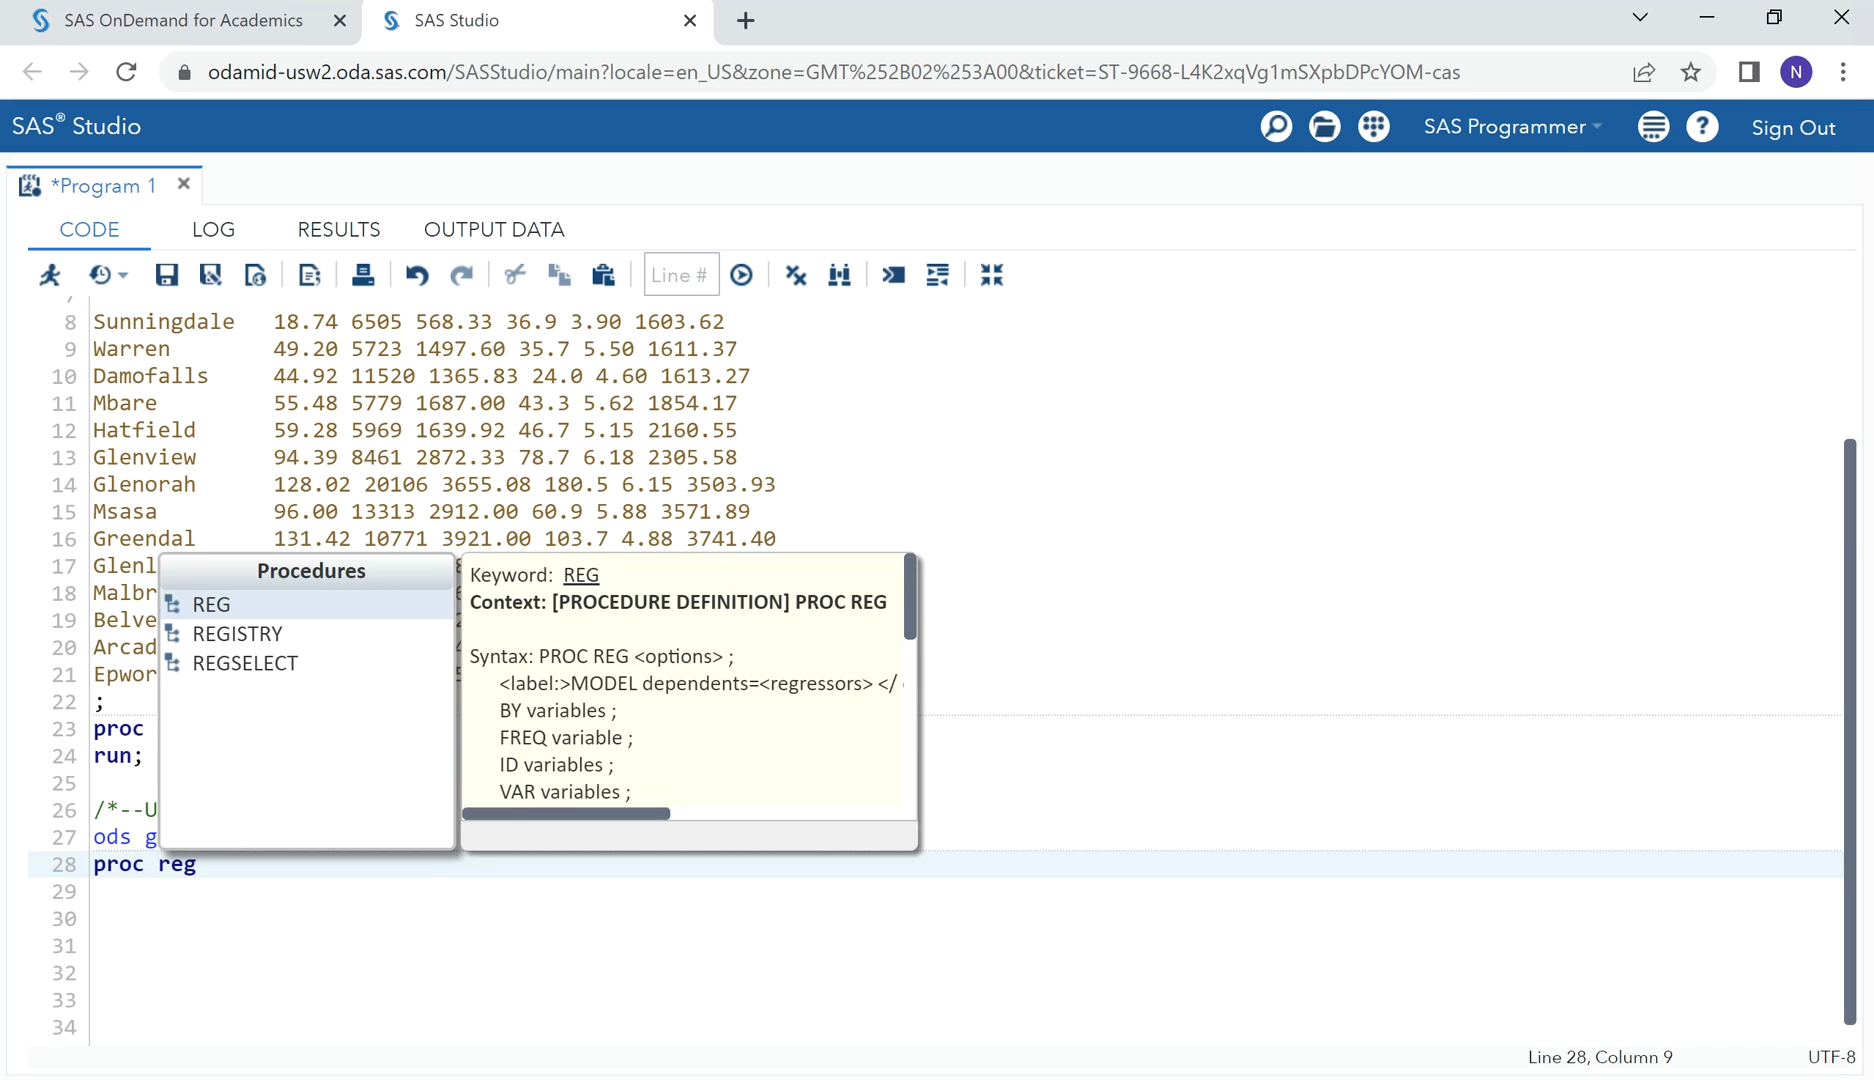 SAS OnDemand for Academics
SAS Studio
odamid-usw2.oda.sas.com/SASStudio/main?locale=en_US&zone=GMT%252B02%253A00&ticket=ST-9668-L4K2xqVg1mSXpbDPcYOM-cas
N
SAS® Studio
SAS Programmer
?
Sign Out
*Program 1
CODE LOG RESULTS OUTPUT DATA
Line #
7
8 Sunningdale 18.74 6505 568.33 36.9 3.90 1603.62
9 Warren 49.20 5723 1497.60 35.7 5.50 1611.37
10 Damofalls 44.92 11520 1365.83 24.0 4.60 1613.27
11 Mbare 55.48 5779 1687.00 43.3 5.62 1854.17
12 Hatfield 59.28 5969 1639.92 46.7 5.15 2160.55
13 Glenview 94.39 8461 2872.33 78.7 6.18 2305.58
14 Glenorah 128.02 20106 3655.08 180.5 6.15 3503.93
15 Msasa 96.00 13313 2912.00 60.9 5.88 3571.89
16 Greendal 131.42 10771 3921.00 103.7 4.88 3741.40
17 Glenl
18 Malbr
19 Belve
20 Arcad
21 Epwor
22 ;
23 proc
24 run;
25
26 /*--U
27 ods g
28 proc reg
29
30
31
32
33
34
Procedures
REG
REGISTRY
REGSELECT
Keyword: REG
Context: [PROCEDURE DEFINITION] PROC REG
Syntax: PROC REG <options> ;
<label:>MODEL dependents=<regressors> </
BY variables ;
FREQ variable ;
ID variables ;
VAR variables ;
Line 28, Column 9
UTF-8